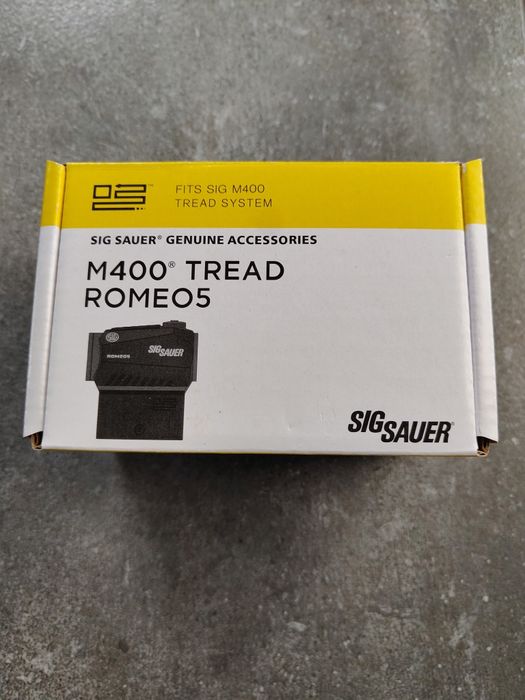 FITS SIG M400
TREAD SYSTEM
SIG SAUER® GENUINE ACCESSORIES
M400® TREAD
ROMEO5
SIG SAUER
ROMEO5
SIG SAUER®